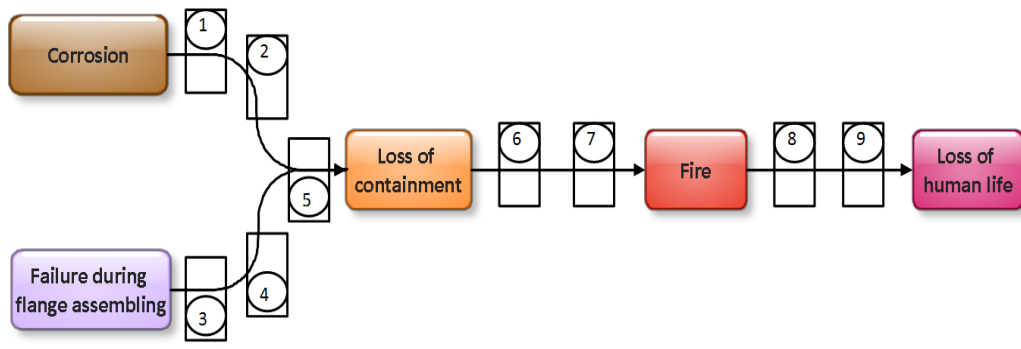 Corrosion
1
2
5
Loss of
containment
6
7
Fire
8
9
Loss of
human life
Failure during
flange assembling
3
4